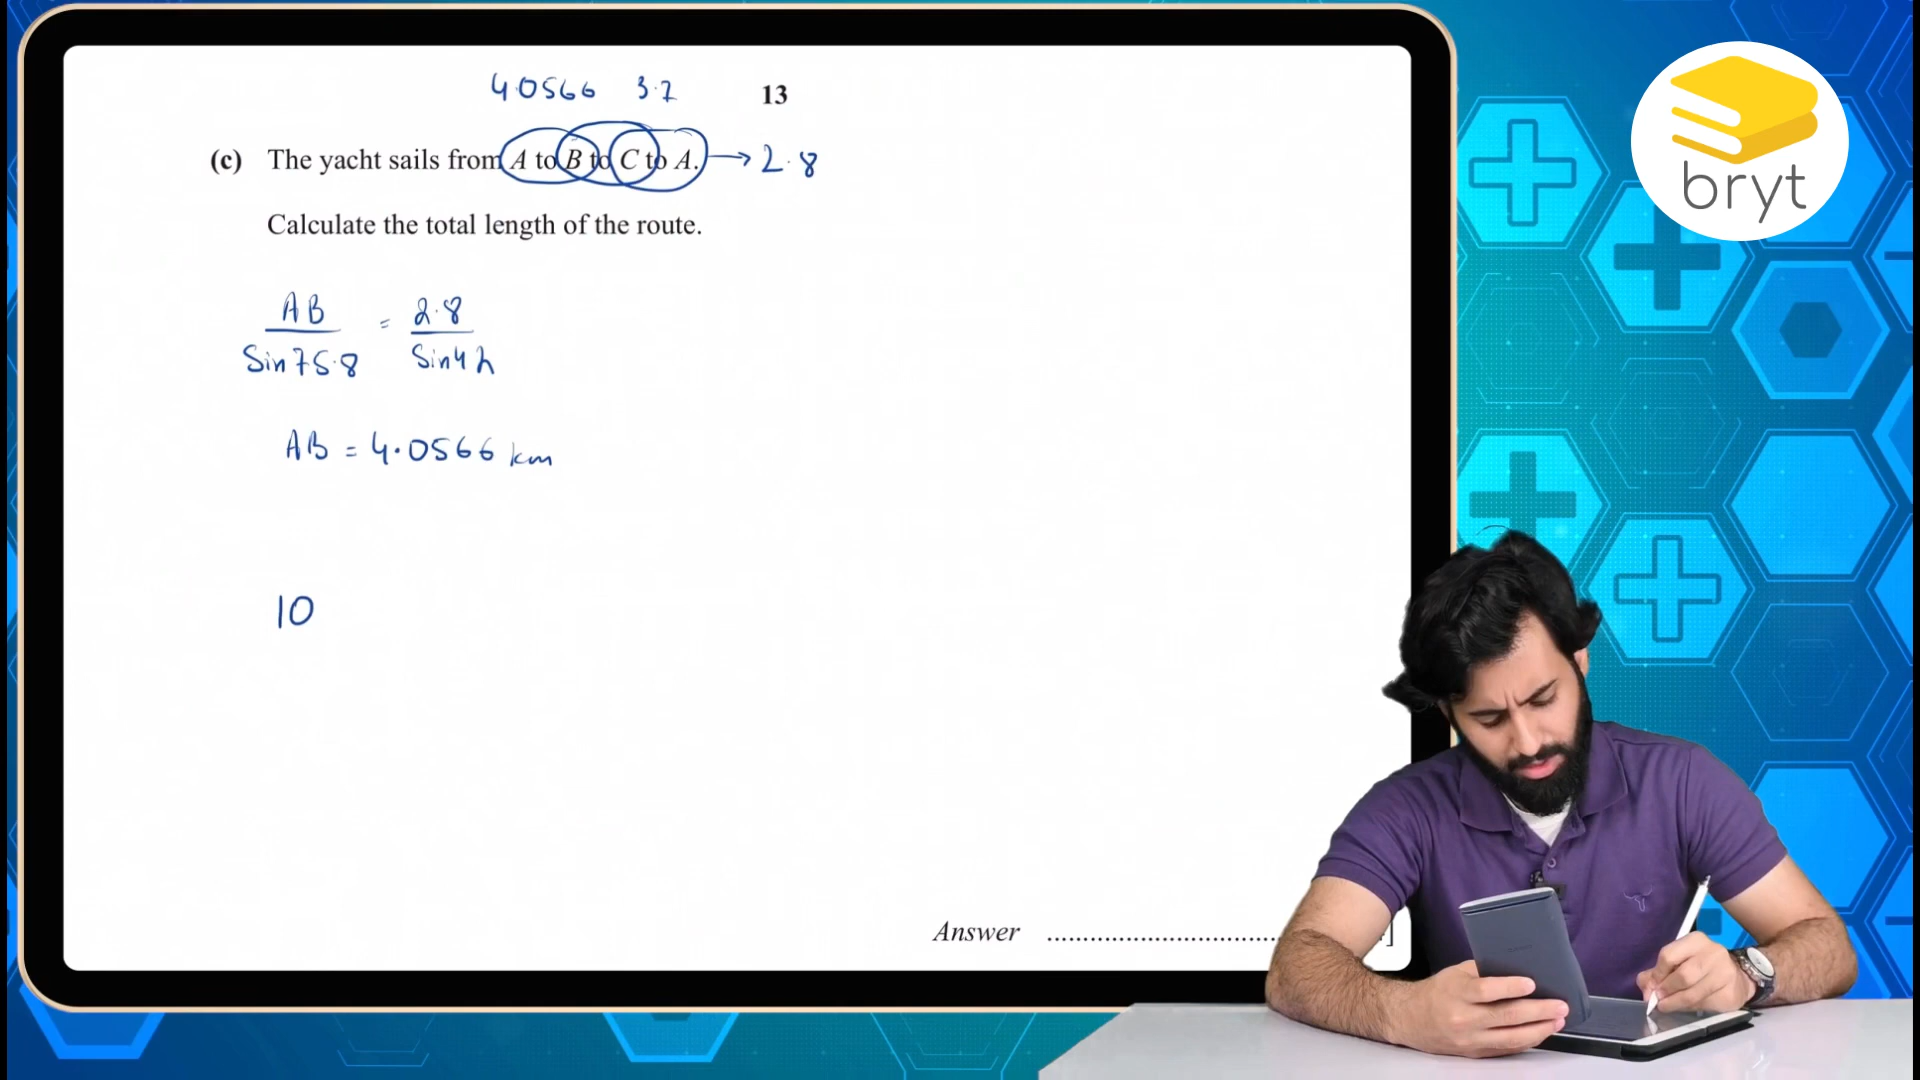 4.0566 3.7 13
(c) The yacht sails from A to B to C to A. → 2.8
Calculate the total length of the route.
AB = 2.8
Sin75.8 Sin42
AB = 4.0566 km
10
Answer ................................ ]
bryt